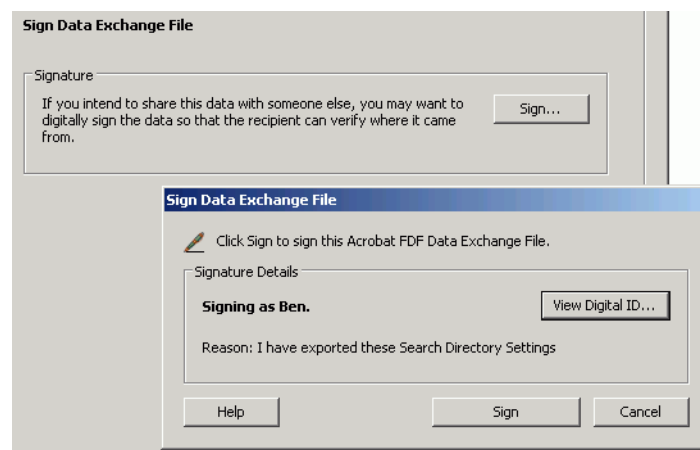 Sign Data Exchange File
Signature
If you intend to share this data with someone else, you may want to
digitally sign the data so that the recipient can verify where it came
from.
Sign...
Sign Data Exchange File
Click Sign to sign this Acrobat FDF Data Exchange File.
Signature Details
Signing as Ben.
View Digital ID...
Reason: I have exported these Search Directory Settings
Help
Sign
Cancel